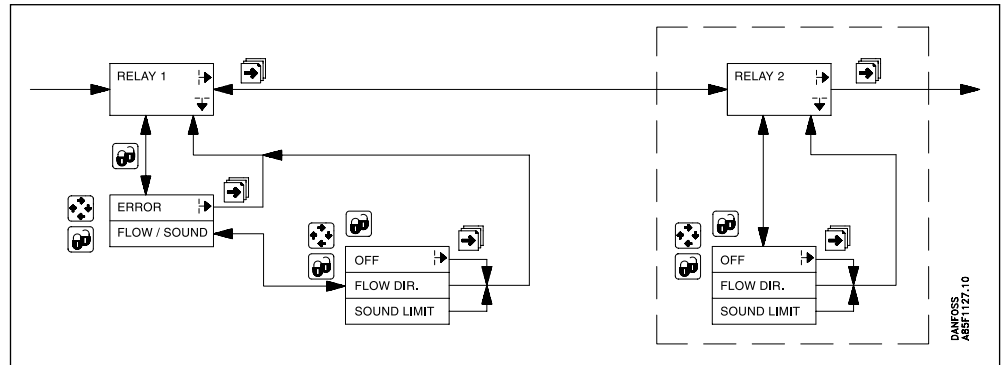 RELAY 1
RELAY 2
ERROR
FLOW / SOUND
OFF
FLOW DIR.
SOUND LIMIT
OFF
FLOW DIR.
SOUND LIMIT
DANFOSS
A85F1127.10